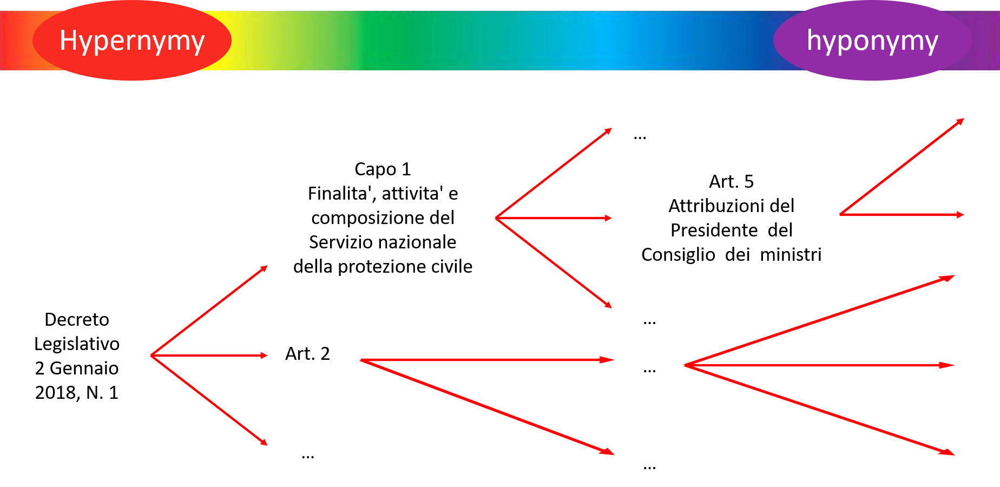 Hypernymy
hyponymy
...
Capo 1
Finalita', attivita' e
composizione del
Servizio nazionale
della protezione civile
Art. 5
Attribuzioni del
Presidente del
Consiglio dei ministri
Decreto
Legislativo
2 Gennaio
2018, N. 1
...
Art. 2
...
...
...